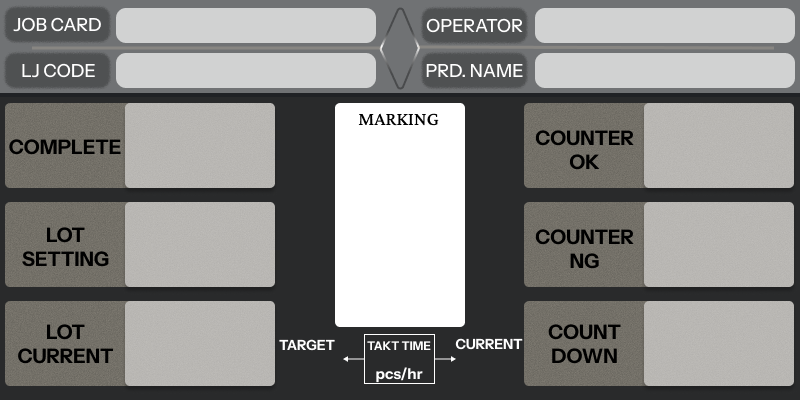 JOB CARD
OPERATOR
LJ CODE
PRD. NAME
COMPLETE
MARKING
COUNTER
OK
LOT
SETTING
COUNTER
NG
LOT
CURRENT
TARGET
TAKT TIME
pcs/hr
CURRENT
COUNT
DOWN